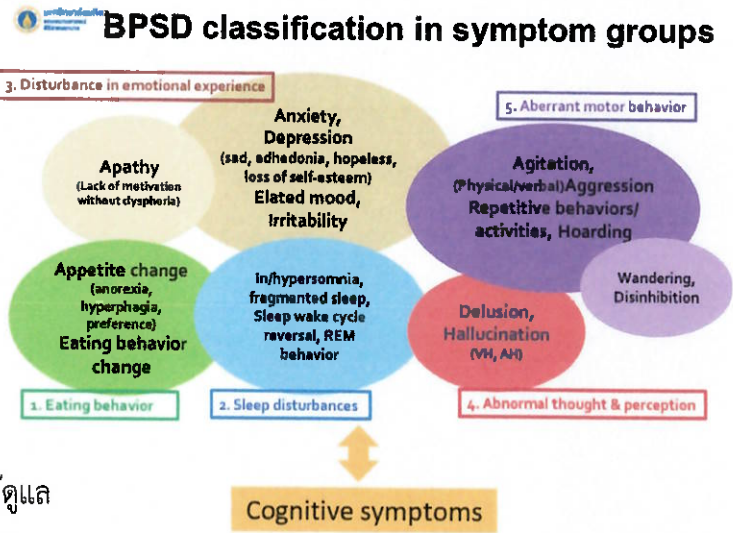 BPSD classification in symptom groups
3. Disturbance in emotional experience
Anxiety,
Depression
(sad, adhedonia, hopeless,
loss of self-esteem)
Elated mood,
Irritability
5. Aberrant motor behavior
Apathy
(Lack of motivation
without dysphoria)
Agitation,
(Physical/verbal)Aggression
Repetitive behaviors/
activities, Hoarding
Appetite change
(anorexia,
hyperphagia,
preference)
Eating behavior
change
In/hypersomnia,
fragmented sleep,
Sleep wake cycle
reversal, REM
behavior
Delusion,
Hallucination
(VH, AH)
Wandering,
Disinhibition
1. Eating behavior
2. Sleep disturbances
4. Abnormal thought & perception
ดูแล
Cognitive symptoms